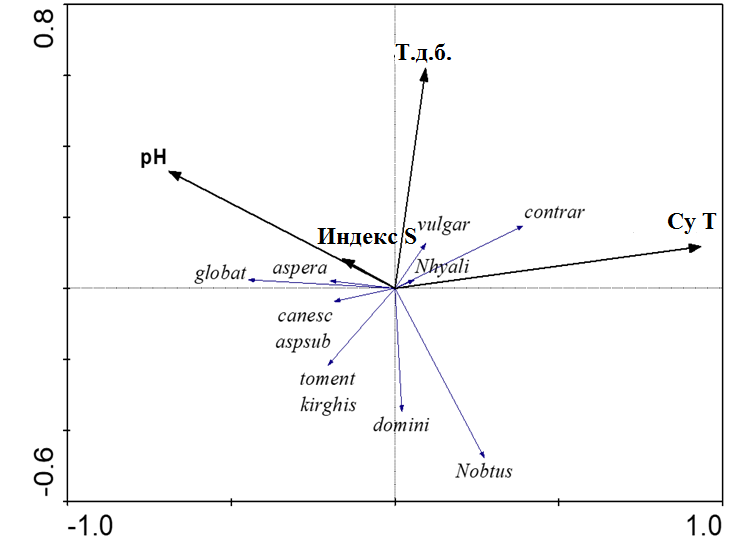 0.8
Т.д.б.
pH
contrar
vulgar
Су Т
Индекс S
Nhyali
aspera
globat
canesc
aspsub
toment
kirghis
domini
Nobtus
-0.6
-1.0
1.0